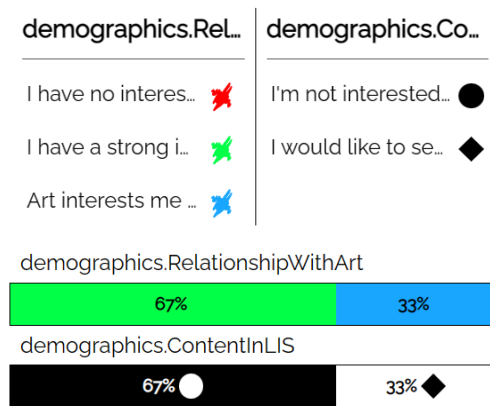 demographics.Rel...
I have no interes...
I have a strong i...
Art interests me ...
demographics.Co...
I'm not interested...
I would like to se...
demographics.RelationshipWithArt
67% 33%
demographics.ContentInLIS
67% 33%